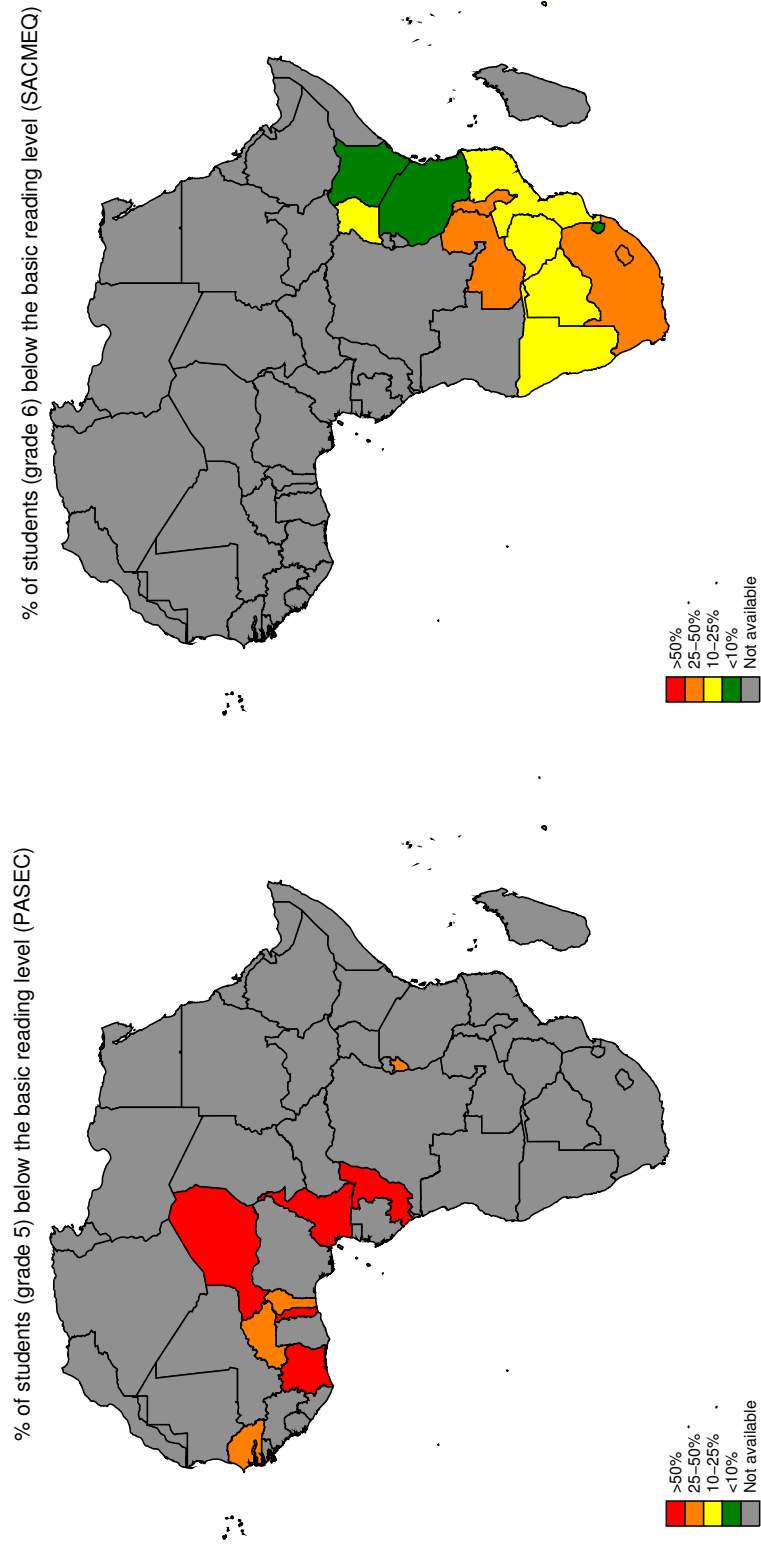 % of students (grade 5) below the basic reading level (PASEC)
>50%
25−50%
10−25%
<10%
Not available
% of students (grade 6) below the basic reading level (SACMEQ)
>50%
25−50%
10−25%
<10%
Not available